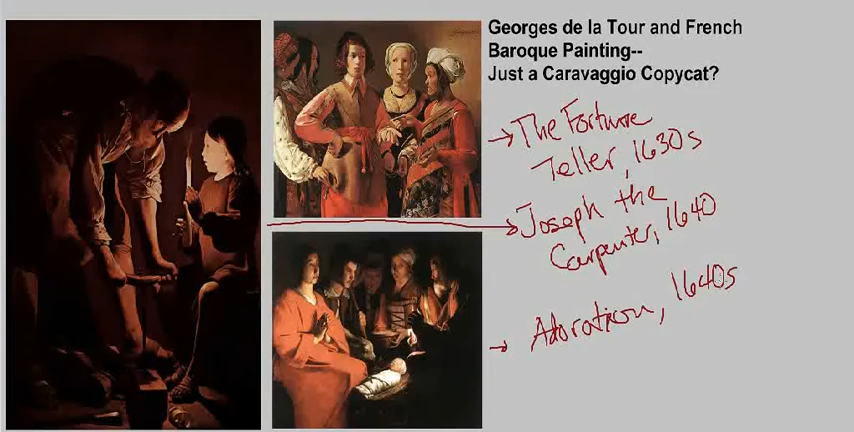 Georges de la Tour and French
Baroque Painting--
Just a Caravaggio Copycat?
→The Fortune
Teller, 1630s
Joseph the
Carpenter, 1640
→ Adoration, 1640s